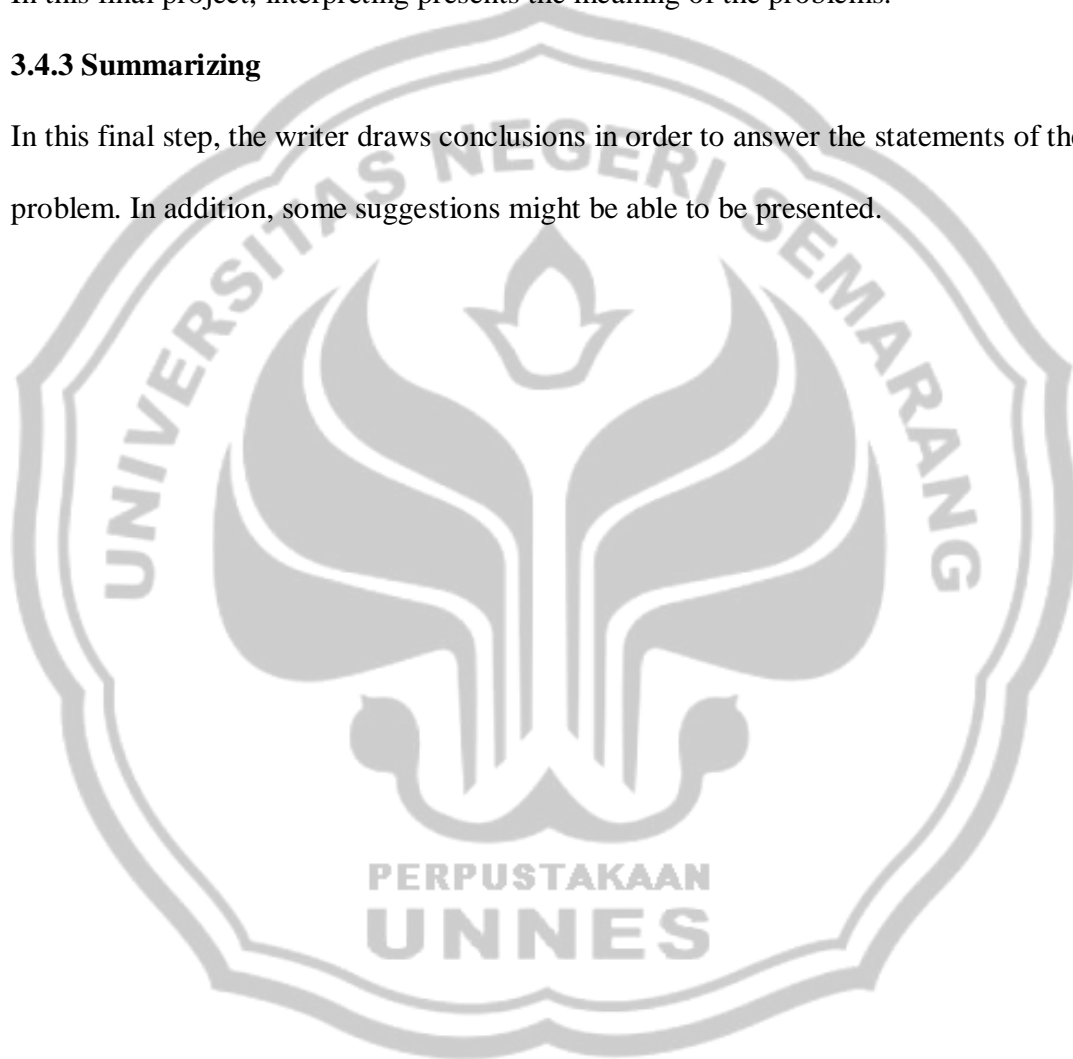 In this final project, interpreting presents the meaning of the problems.
3.4.3 Summarizing
In this final step, the writer draws conclusions in order to answer the statements of the
problem. In addition, some suggestions might be able to be presented.
UNIVERSITAS NEGERI SEMARANG
PERPUSTAKAAN
UNNES